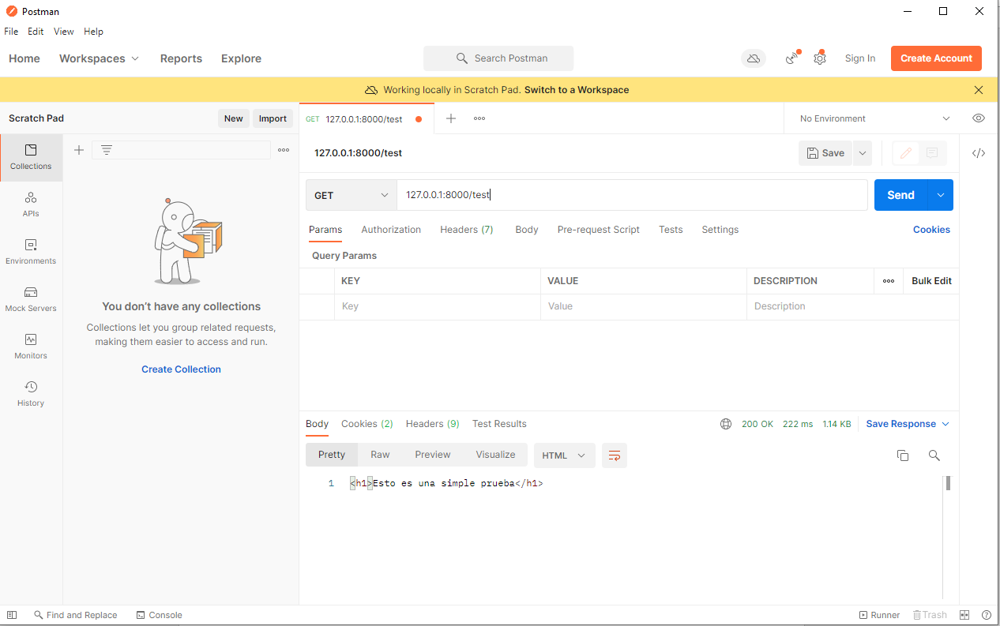 Postman
File Edit View Help
Home Workspaces Reports Explore Search Postman Sign In Create Account
Working locally in Scratch Pad. Switch to a Workspace
Scratch Pad New Import GET 127.0.0.1:8000/test No Environment
127.0.0.1:8000/test Save
Collections
APIs
Environments
Mock Servers
Monitors
History
You don’t have any collections
Collections let you group related requests,
making them easier to access and run.
Create Collection
GET 127.0.0.1:8000/test Send
Params Authorization Headers (7) Body Pre-request Script Tests Settings Cookies
Query Params
KEY VALUE DESCRIPTION Bulk Edit
Key Value Description
Body Cookies (2) Headers (9) Test Results 200 OK 222 ms 1.14 KB Save Response
Pretty Raw Preview Visualize HTML
1 <h1>Esto es una simple prueba</h1>
Find and Replace Console Runner Trash